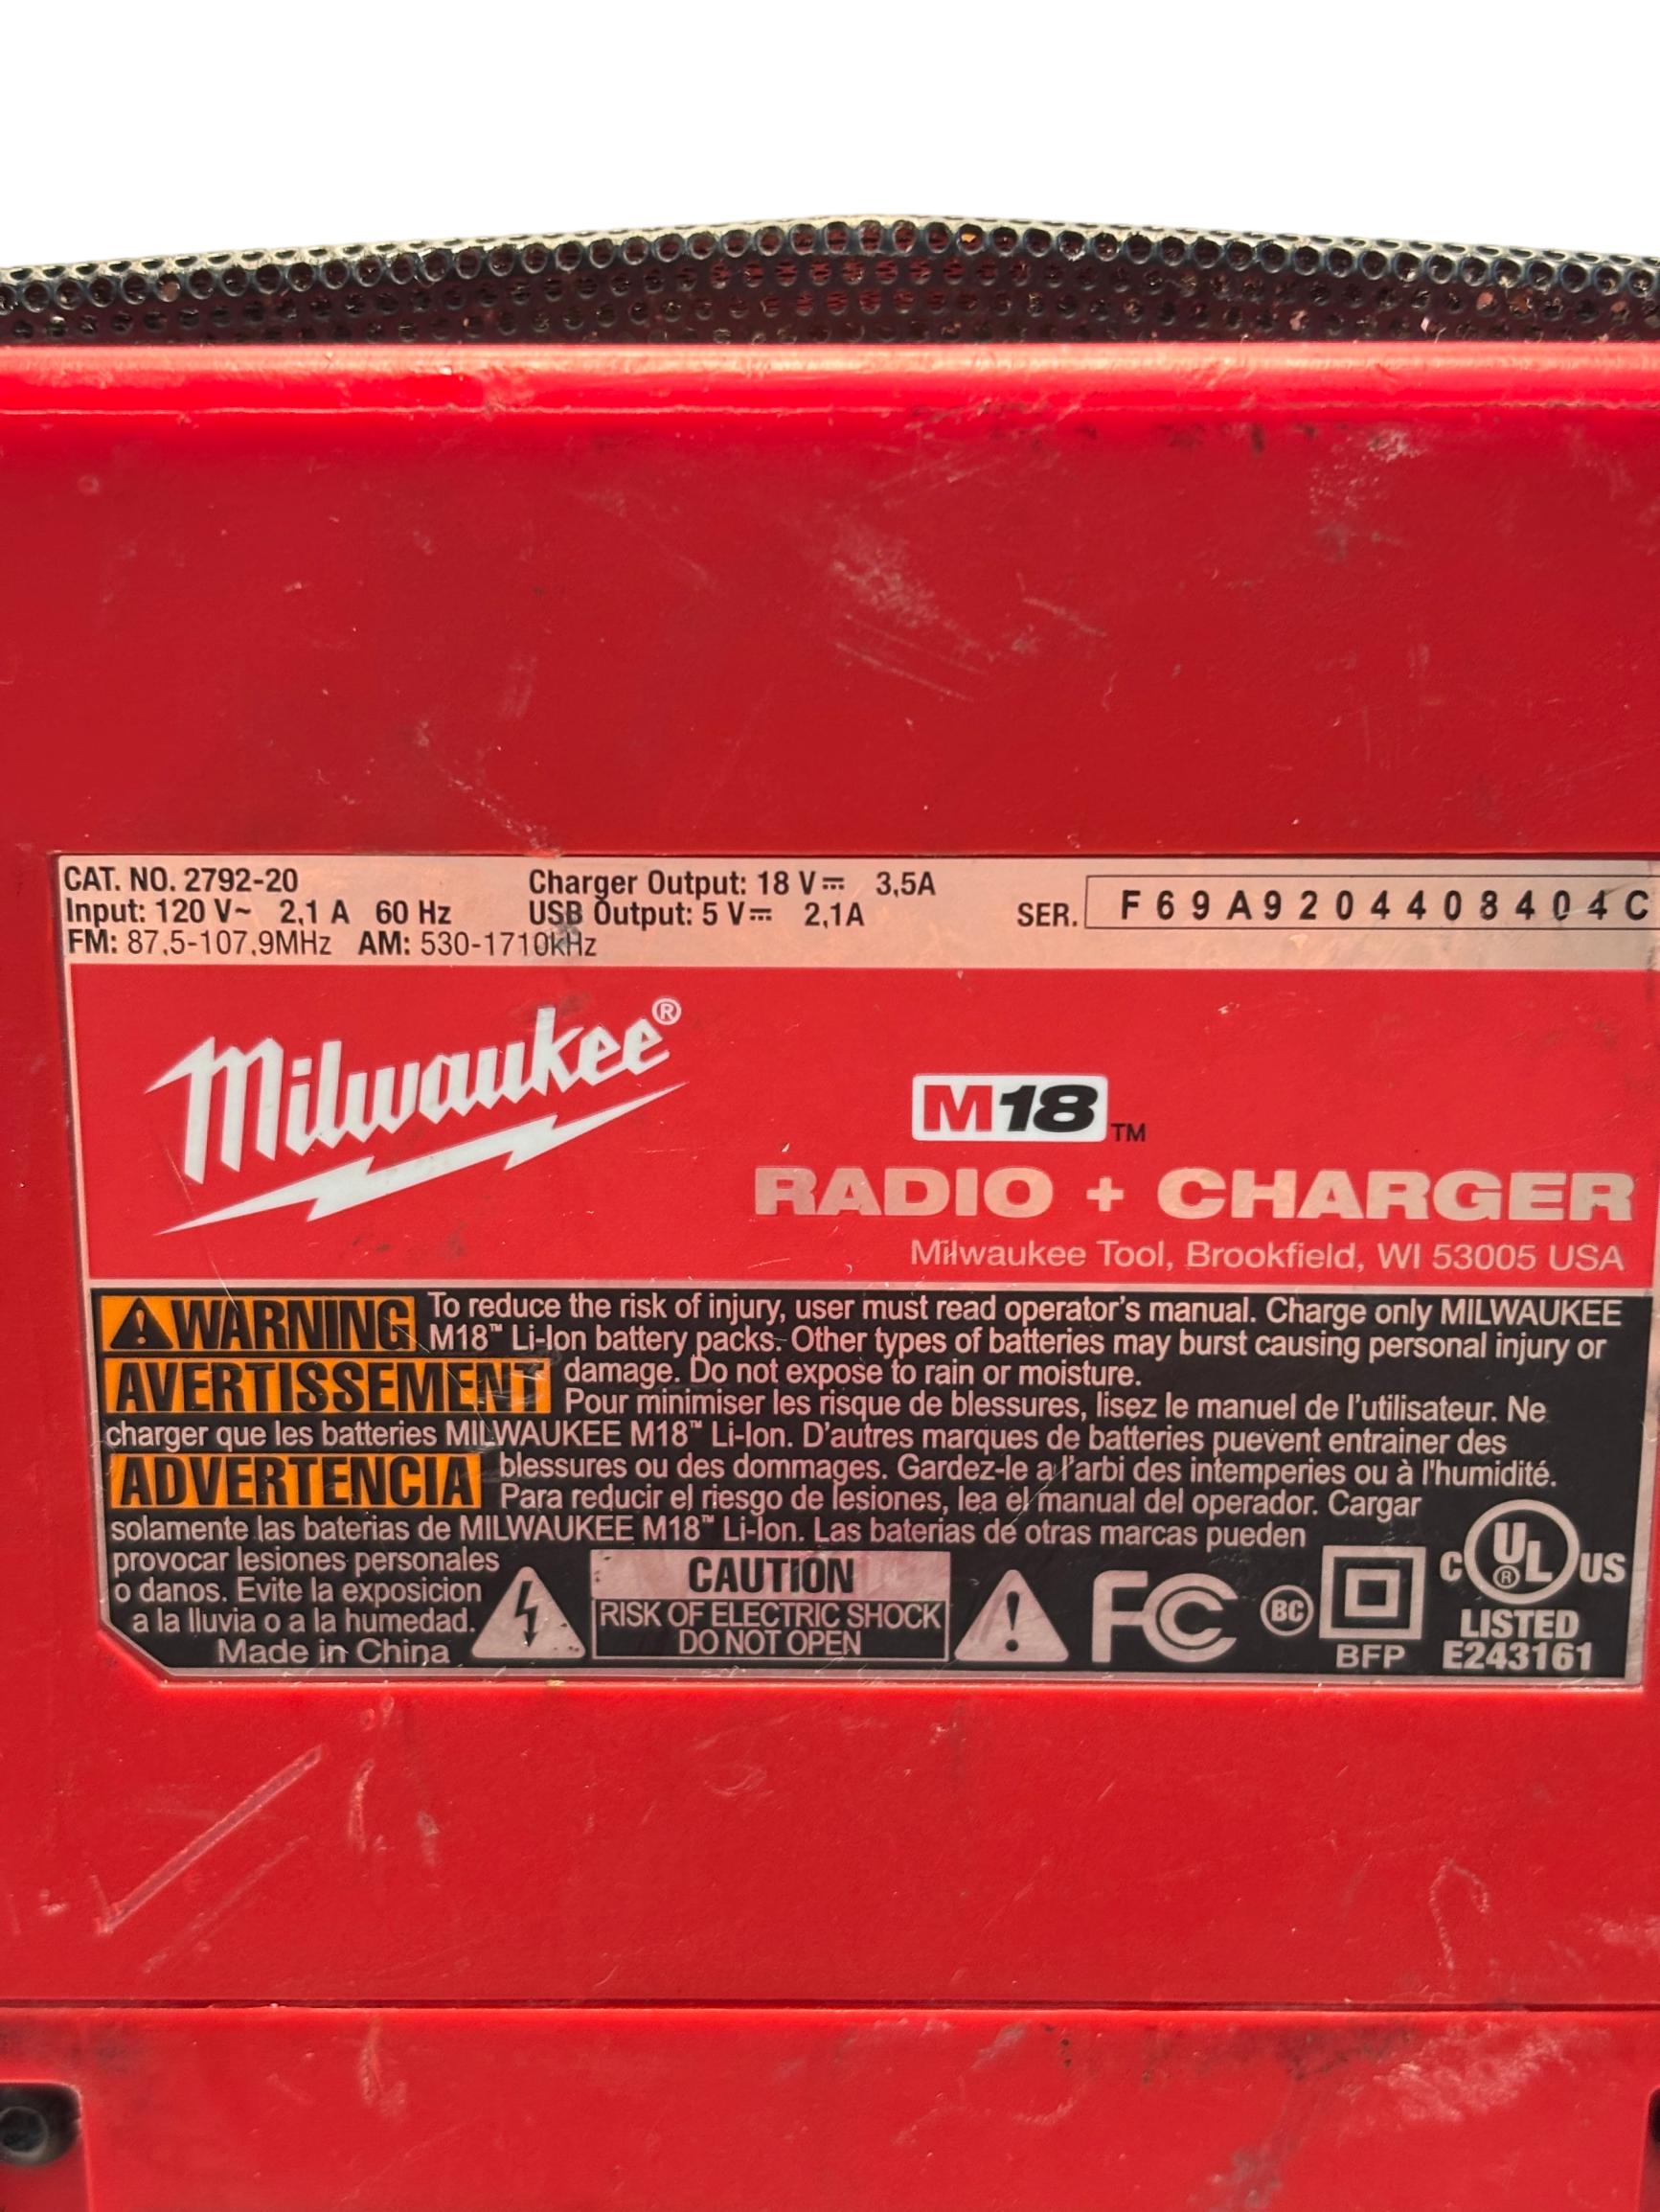 CAT. NO. 2792-20 Charger Output: 18 V⎓ 3,5A
Input: 120 V~ 2,1 A 60 Hz USB Output: 5 V⎓ 2,1A
SER. F69A9204408404C
FM: 87,5-107,9MHz AM: 530-1710kHz
Milwaukee®
M18™
RADIO + CHARGER
Milwaukee Tool, Brookfield, WI 53005 USA
WARNING To reduce the risk of injury, user must read operator's manual. Charge only MILWAUKEE
M18™ Li-Ion battery packs. Other types of batteries may burst causing personal injury or
damage. Do not expose to rain or moisture.
AVERTISSEMENT Pour minimiser les risque de blessures, lisez le manuel de l'utilisateur. Ne
charger que les batteries MILWAUKEE M18™ Li-Ion. D'autres marques de batteries puevent entrainer des
blessures ou des dommages. Gardez-le a l'arbi des intemperies ou à l'humidité.
ADVERTENCIA Para reducir el riesgo de lesiones, lea el manual del operador. Cargar
solamente las baterias de MILWAUKEE M18™ Li-Ion. Las baterias de otras marcas pueden
provocar lesiones personales
o danos. Evite la exposicion
a la lluvia o a la humedad.
Made in China
CAUTION
RISK OF ELECTRIC SHOCK
DO NOT OPEN
FC
BC
BFP
C UL® US
LISTED
E243161